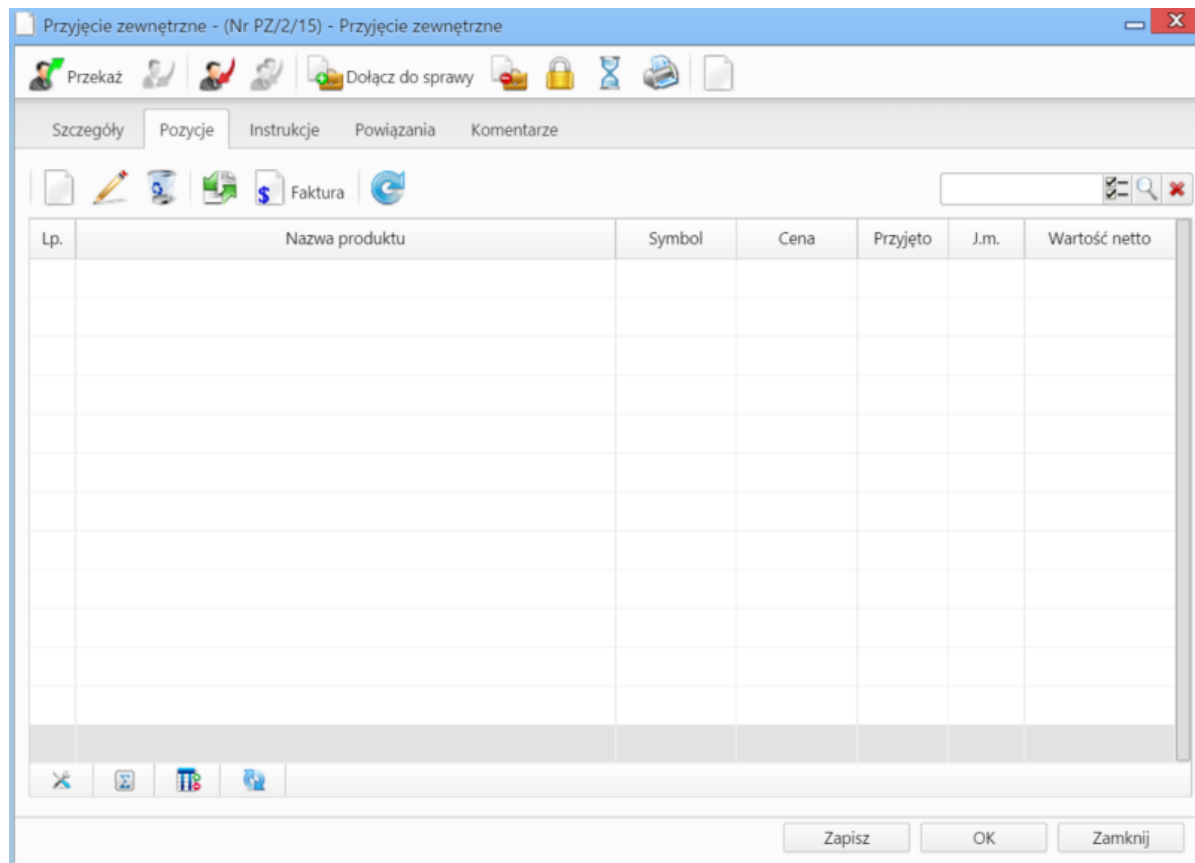 Przyjęcie zewnętrzne - (Nr PZ/2/15) - Przyjęcie zewnętrzne
Przekaż Dołącz do sprawy
Szczegóły Pozycje Instrukcje Powiązania Komentarze
Faktura
Lp. Nazwa produktu Symbol Cena Przyjęto J.m. Wartość netto
Zapisz OK Zamknij